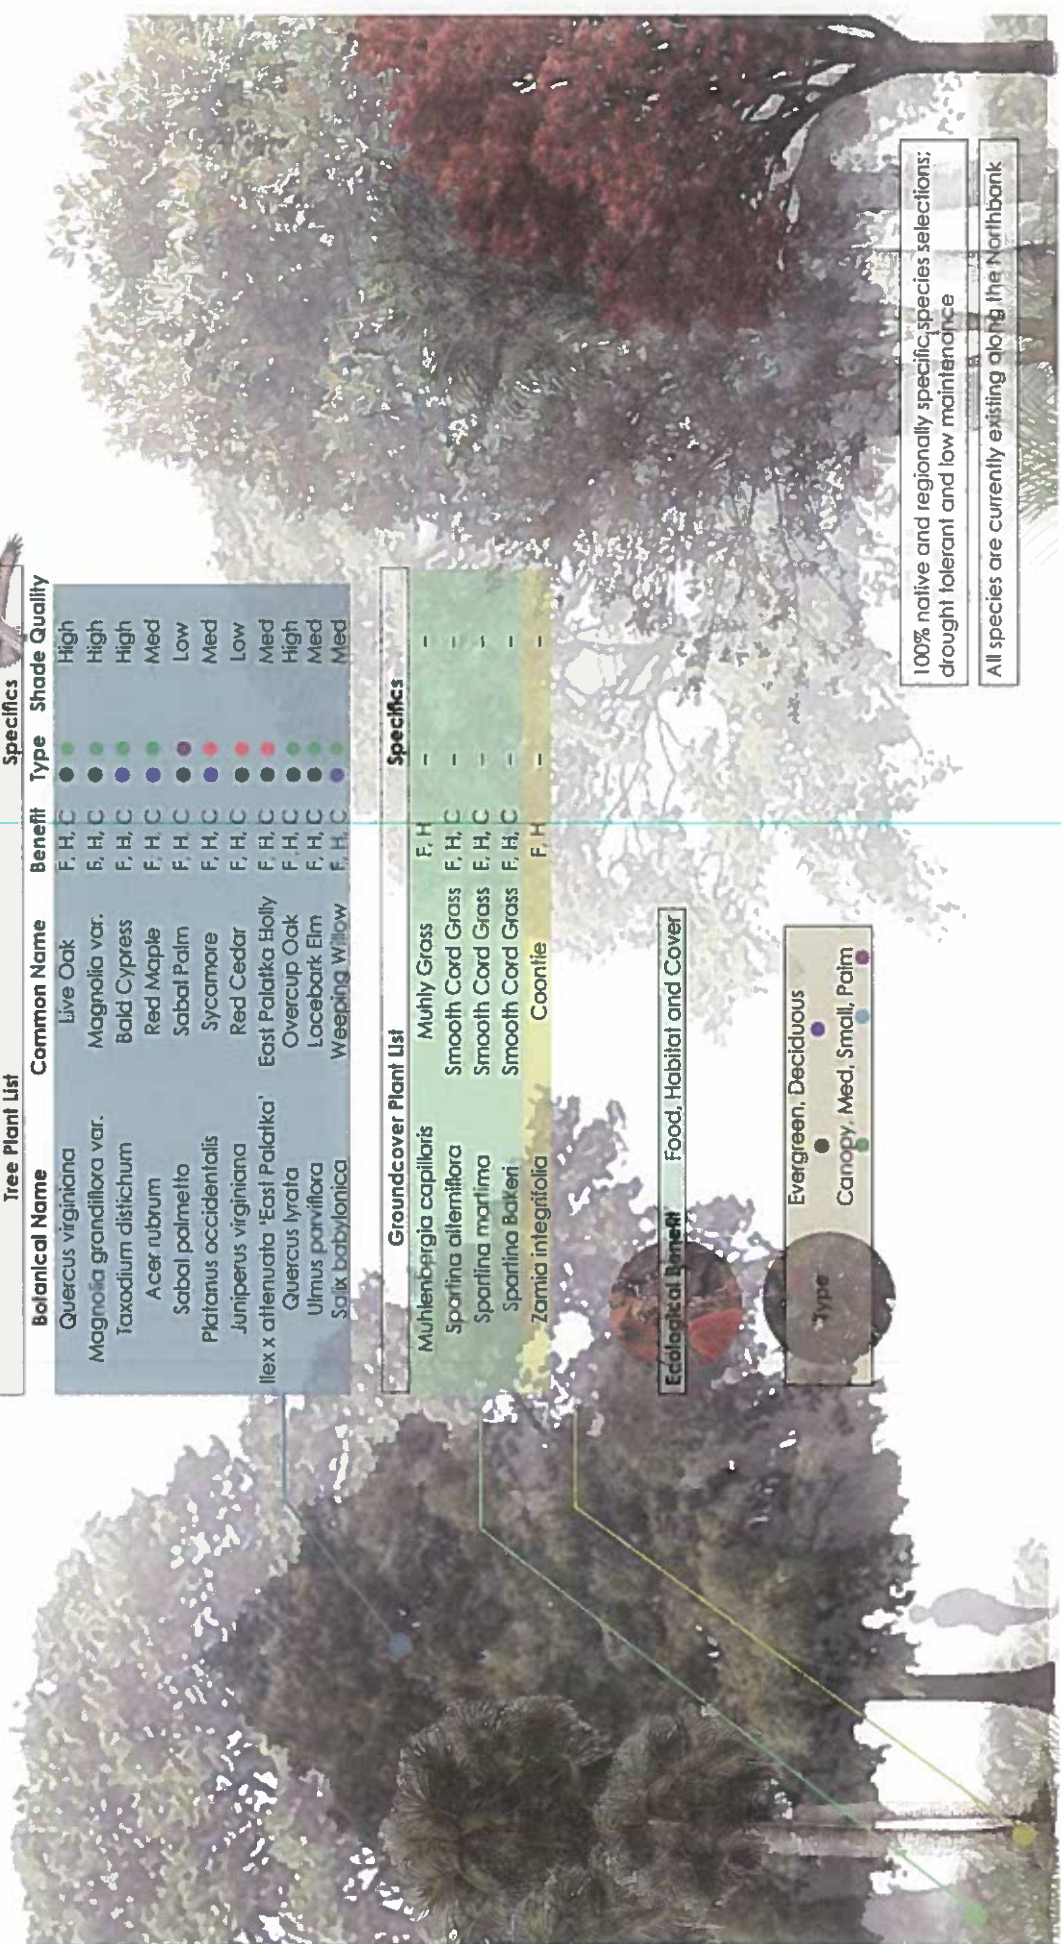 Tree Plant List Specifics
Botanical Name Common Name Benefit Type Shade Quality
Quercus virginiana Live Oak F, H, C High
Magnolia grandiflora var. Magnolia var. F, H, C High
Taxodium distichum Bald Cypress F, H, C High
Acer rubrum Red Maple F, H, C Med
Sabal palmetto Sabal Palm F, H, C Low
Platanus occidentalis Sycamore F, H, C Med
Juniperus virginiana Red Cedar F, H, C Low
Ilex x attenuata 'East Palatka' East Palatka Holly F, H, C Med
Quercus lyrata Overcup Oak F, H, C High
Ulmus parviflora Lacebark Elm F, H, C Med
Salix babylonica Weeping Willow F, H, C Med
Groundcover Plant List Specifics
Muhlenbergia capillaris Muhly Grass F, H - -
Spartina alterniflora Smooth Cord Grass F, H, C - -
Spartina martima Smooth Cord Grass F, H, C - -
Spartina Bakeri Smooth Cord Grass F, H, C - -
Zamia integrifolia Coontie F, H - -
Ecological Benefit Food, Habitat and Cover
Type
Evergreen, Deciduous
Canopy, Med, Small, Palm
100% native and regionally specific species selections;
drought tolerant and low maintenance
All species are currently existing along the Northbank